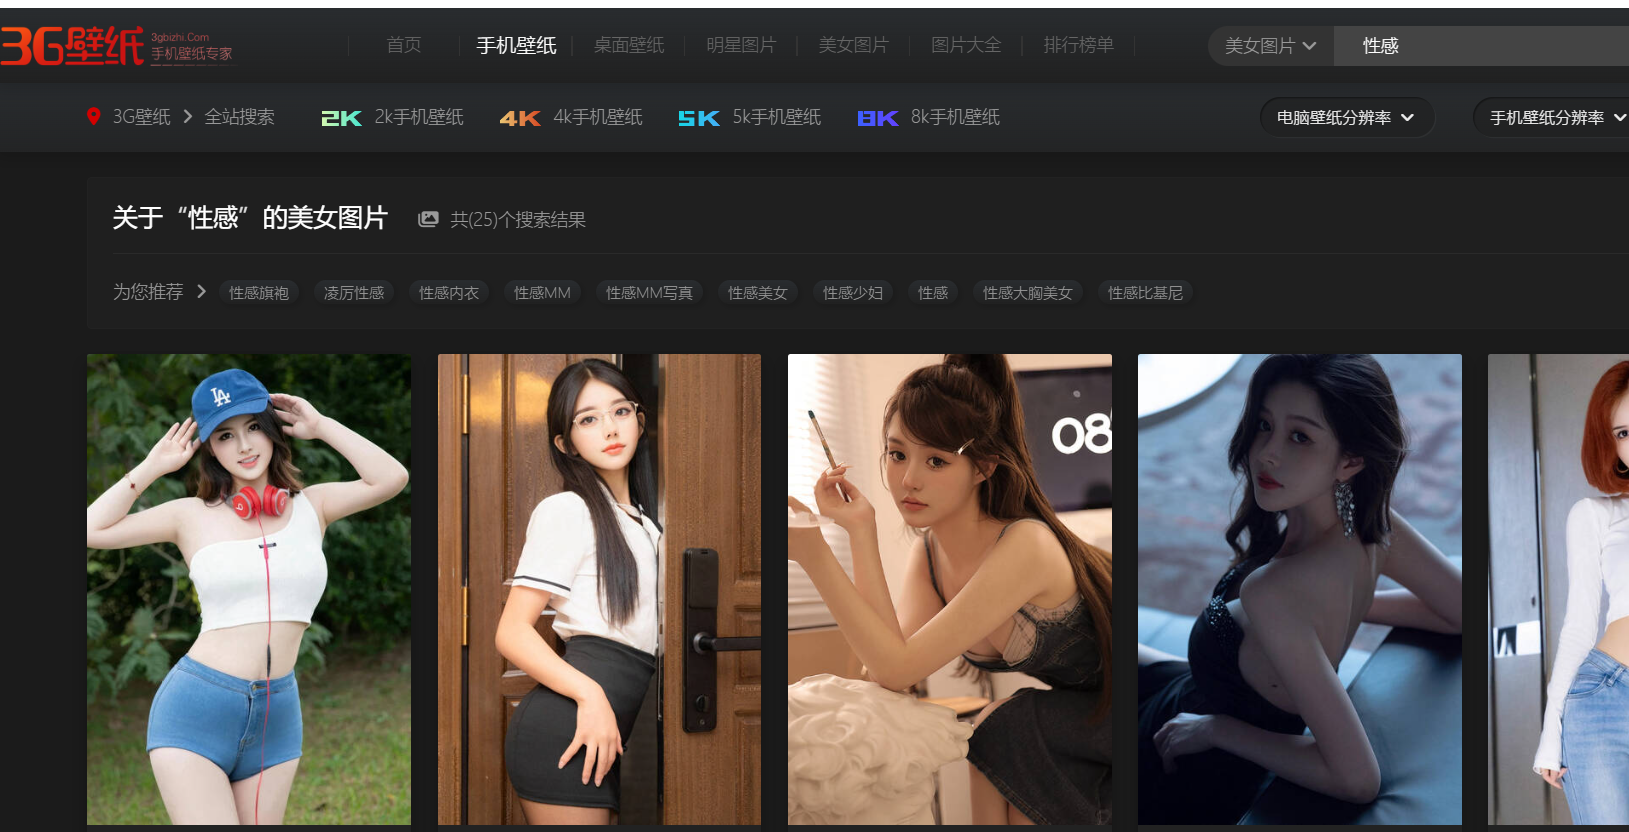 3G壁纸
3gbizhi.Com
手机壁纸专家
首页
手机壁纸
桌面壁纸
明星图片
美女图片
图片大全
排行榜单
美女图片
性感
3G壁纸
全站搜索
2K 2k手机壁纸
4K 4k手机壁纸
5K 5k手机壁纸
8K 8k手机壁纸
电脑壁纸分辨率
手机壁纸分辨率
关于“性感”的美女图片
共(25)个搜索结果
为您推荐
性感旗袍
凌厉性感
性感内衣
性感MM
性感MM写真
性感美女
性感少妇
性感
性感大胸美女
性感比基尼
LA
08